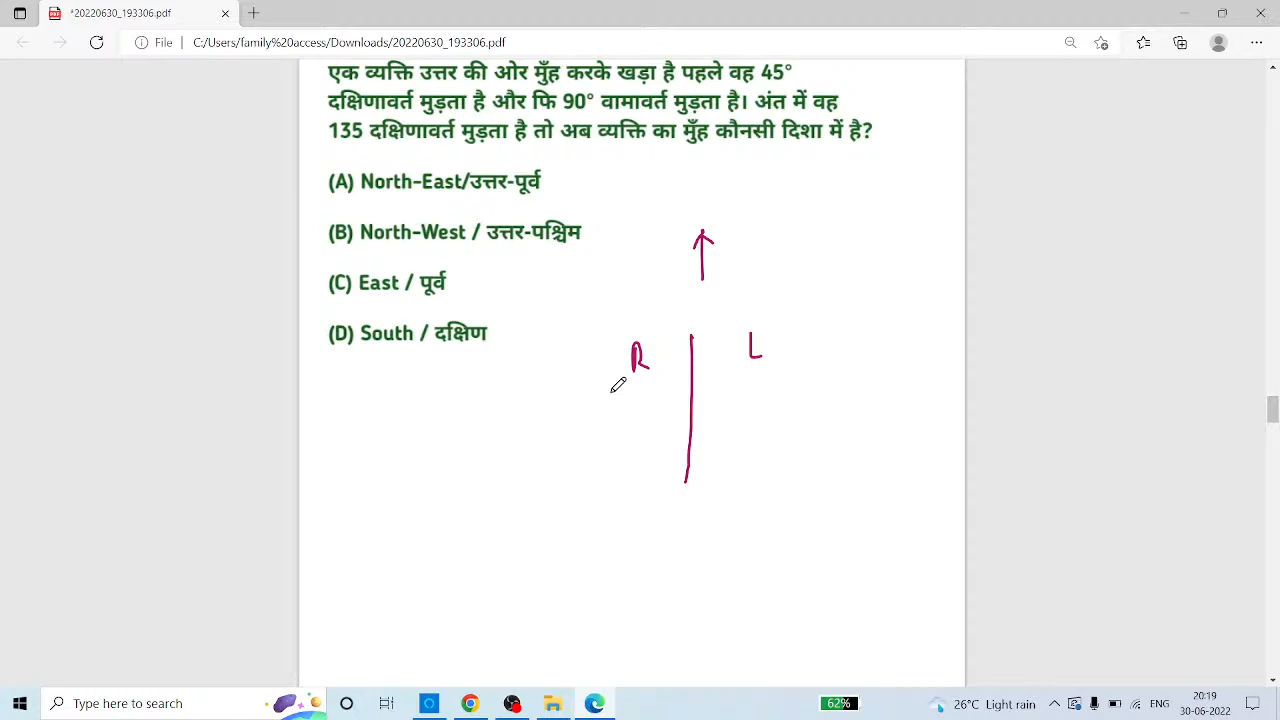 *20220630_193306.pdf
File
C:/Users/family%20access/Downloads/20220630_193306.pdf
एक व्यक्ति उत्तर की ओर मुँह करके खड़ा है पहले वह 45°
दक्षिणावर्त मुड़ता है और फि 90° वामावर्त मुड़ता है। अंत में वह
135 दक्षिणावर्त मुड़ता है तो अब व्यक्ति का मुँह कौनसी दिशा में है?
(A) North-East/उत्तर-पूर्व
(B) North-West / उत्तर-पश्चिम
(C) East / पूर्व
(D) South / दक्षिण
R L
Type here to search
62%
26°C Light rain
ENG
20:13
30-06-2022